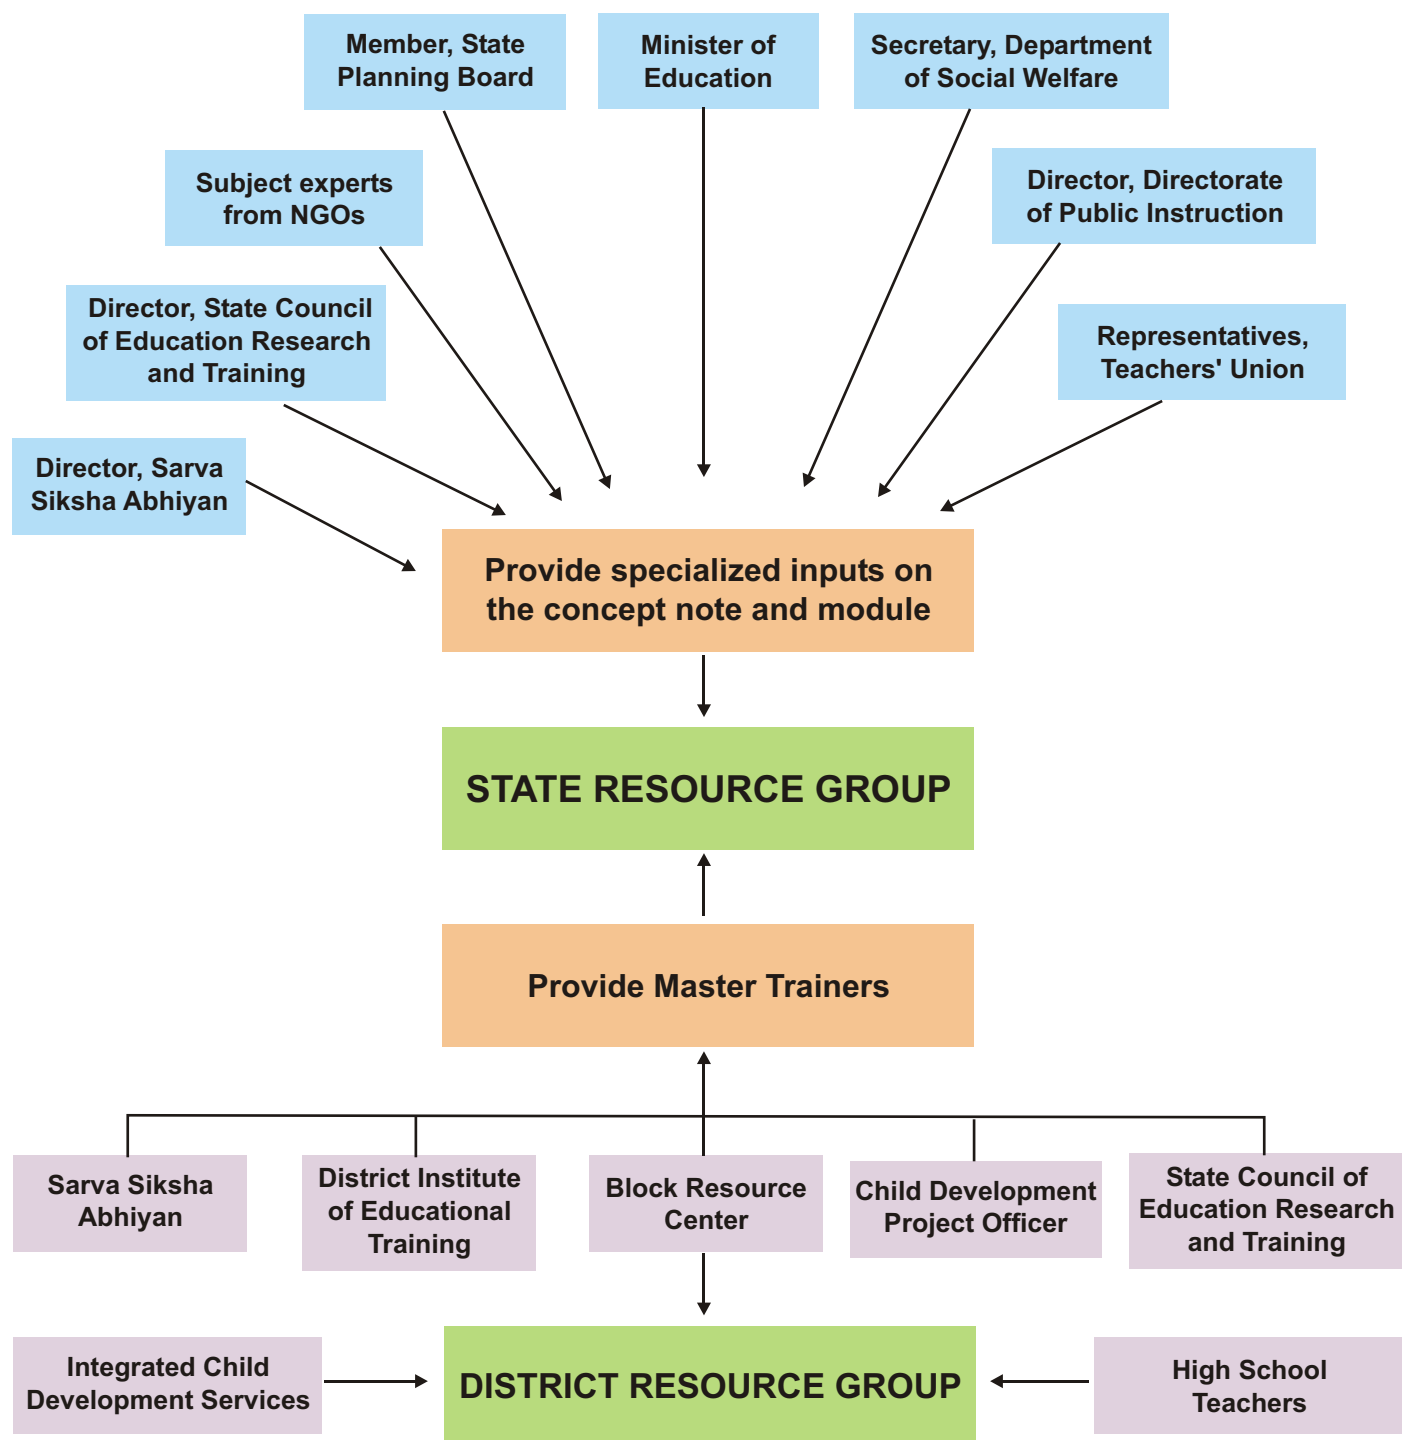 Member, State
Planning Board
Minister of
Education
Secretary, Department
of Social Welfare
Subject experts
from NGOs
Director, Directorate
of Public Instruction
Director, State Council
of Education Research
and Training
Representatives,
Teachers' Union
Director, Sarva
Siksha Abhiyan
Provide specialized inputs on
the concept note and module
STATE RESOURCE GROUP
Provide Master Trainers
Sarva Siksha
Abhiyan
District Institute
of Educational
Training
Block Resource
Center
Child Development
Project Officer
State Council of
Education Research
and Training
Integrated Child
Development Services
DISTRICT RESOURCE GROUP
High School
Teachers